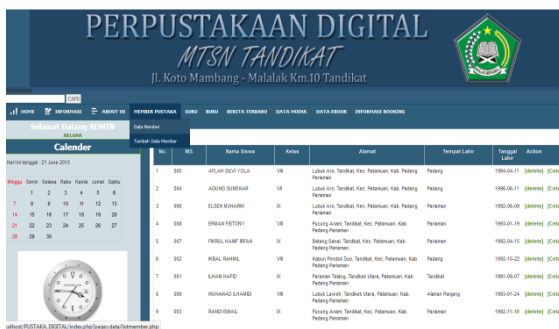 PERPUSTAKAAN DIGITAL
MTSN TANDIKAT
Jl. Koto Mambang - Malalak Km.10 Tandikat
CARI
HOME INFORMASI ABOUT US MEMBER PUSTAKA GURU BUKU BERITA TERBARU DATA MODUL DATA EBOOK INFORMASI BOOKING
Selamat Datang ADMIN
KELUAR
Data Member
Tambah Data Member
Calender
Hari ini tanggal : 21 June 2015
Minggu Senin Selasa Rabu Kamis Jumat Sabtu
1 2 3 4 5 6
7 8 9 10 11 12 13
14 15 16 17 18 19 20
21 22 23 24 25 26 27
28 29 30
No. NIS Nama Siswa Kelas Alamat Tempat Lahir Tanggal Lahir Action
1 005 AFLAH SILVI YOLA VIII Lubuk Aro, Tandikat, Kec. Patamuan, Kab. Padang Pariaman Padang 1994-04-11 [delete]
2 004 AGUNG SUMEKAR VII Lubuk Aro, Tandikat, Kec. Patamuan, Kab. Padang Pariaman Padang 1996-06-11 [delete]
3 008 ELSEN MUHARNI IX Lubuk Aro, Tandikat, Kec. Patamuan, Kab. Padang Pariaman Pariaman 1992-06-09 [delete]
4 006 ERMAN FISTONY VIII Pucung Anam, Tandikat, Kec. Patamuan, Kab. Padang Pariaman Pariaman 1993-01-19 [delete]
5 007 FIKRUL HANIF IRFAN IX Batang Sariai, Tandikat, Kec. Patamuan, Kab. Padang Pariaman Pariaman 1992-04-15 [delete]
6 002 IKBAL RAHMIL VIII Kabun Pondok Duo, Tandikat, Kec. Patamuan, Kab. Padang Pariaman Padang 1992-10-22 [delete]
7 001 ILHAM HAFIZI IX Pariaman Talang, Tandikek Utara, Patamuan, Kab. Padang Pariaman Tandikat 1991-09-07 [delete]
8 009 MUHAMAD ILHAMDI VIII Lubuk Laweh, Tandikek Utara, Patamuan, Kab. Padang Pariaman Alahan Panjang 1993-01-24 [delete]
9 003 RANDI ISMAIL IX Pucung Anam, Tandikat, Kec. Patamuan, Kab. Padang Pariaman Pariaman 1992-11-18 [delete]